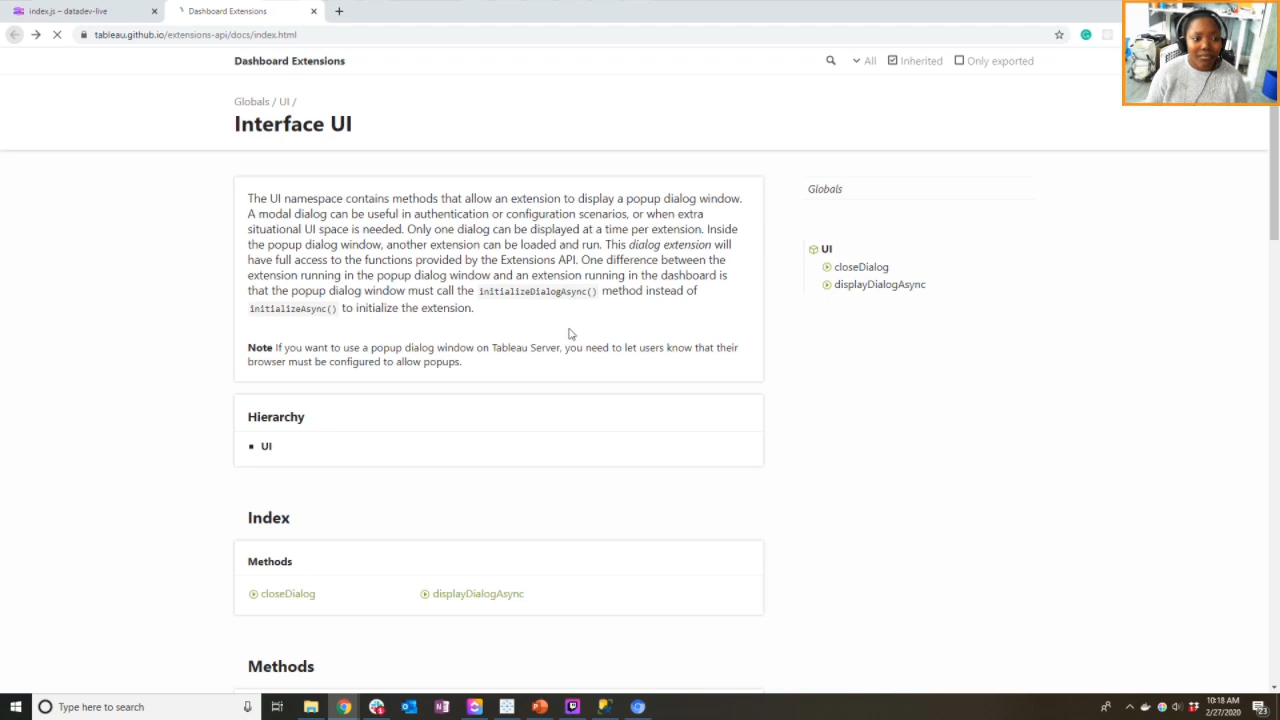 index.js – datadev-live
Dashboard Extensions
tableau.github.io/extensions-api/docs/index.html
Dashboard Extensions
All
Inherited
Only exported
Globals / UI /
Interface UI
The UI namespace contains methods that allow an extension to display a popup dialog window.
A modal dialog can be useful in authentication or configuration scenarios, or when extra
situational UI space is needed. Only one dialog can be displayed at a time per extension. Inside
the popup dialog window, another extension can be loaded and run. This dialog extension will
have full access to the functions provided by the Extensions API. One difference between the
extension running in the popup dialog window and an extension running in the dashboard is
that the popup dialog window must call the initializeDialogAsync() method instead of
initializeAsync() to initialize the extension.
Note If you want to use a popup dialog window on Tableau Server, you need to let users know that their
browser must be configured to allow popups.
Globals
UI
closeDialog
displayDialogAsync
Hierarchy
UI
Index
Methods
closeDialog
displayDialogAsync
Methods
Type here to search
10:18 AM
2/27/2020
23